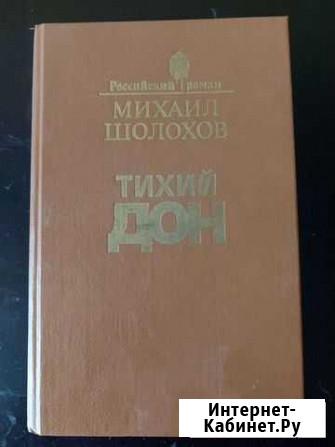 Российский роман
МИХАИЛ
ШОЛОХОВ
ТИХИЙ
ДОН
Интернет-
Кабинет.Ру